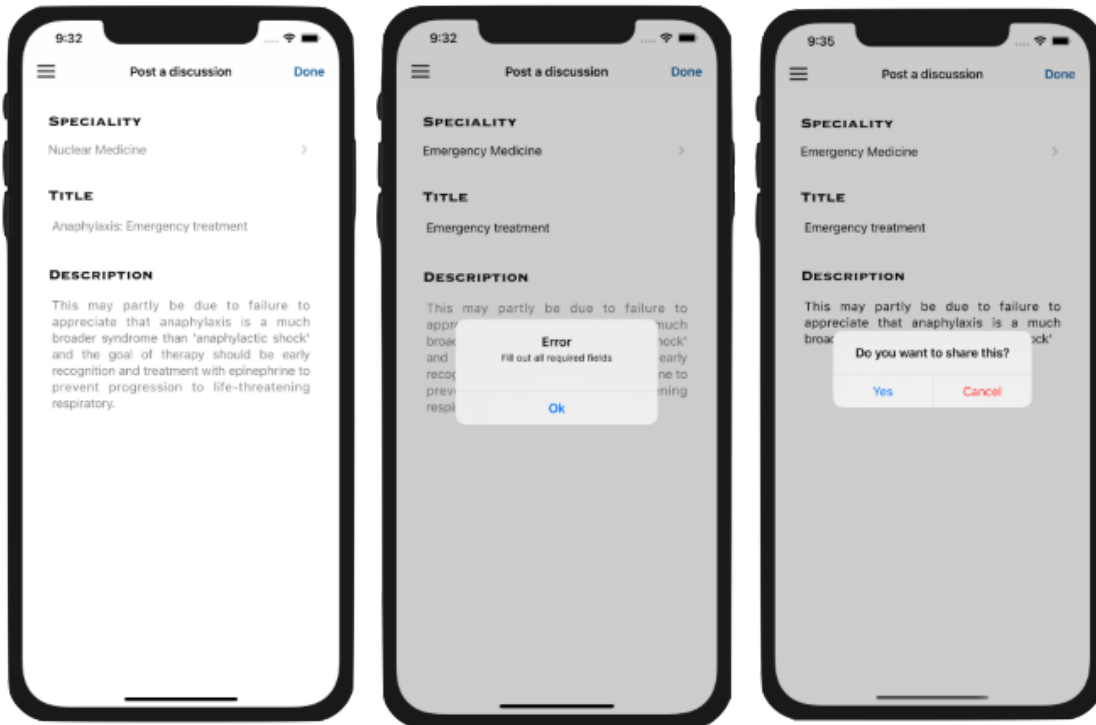 9:32
Post a discussion
Done
SPECIALITY
Nuclear Medicine
TITLE
Anaphylaxis: Emergency treatment
DESCRIPTION
This may partly be due to failure to
appreciate that anaphylaxis is a much
broader syndrome than 'anaphylactic shock'
and the goal of therapy should be early
recognition and treatment with epinephrine to
prevent progression to life-threatening
respiratory.
9:32
Post a discussion
Done
SPECIALITY
Emergency Medicine
TITLE
Emergency treatment
DESCRIPTION
This may partly be due to failure to
much
and
early
Error
Fill out all required fields
Ok
9:35
Post a discussion
Done
SPECIALITY
Emergency Medicine
TITLE
Emergency treatment
DESCRIPTION
This may partly be due to failure to
appreciate that anaphylaxis is a much
Do you want to share this?
Yes
Cancel